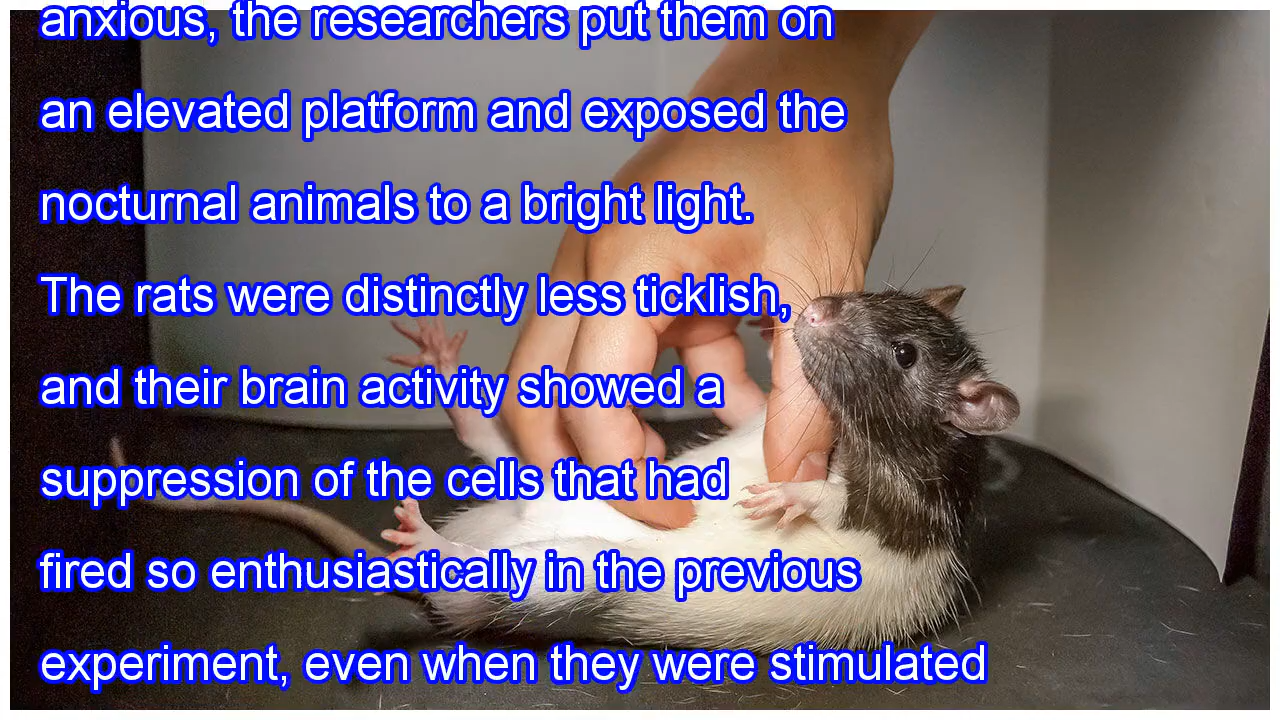 anxious, the researchers put them on
an elevated platform and exposed the
nocturnal animals to a bright light.
The rats were distinctly less ticklish,
and their brain activity showed a
suppression of the cells that had
fired so enthusiastically in the previous
experiment, even when they were stimulated